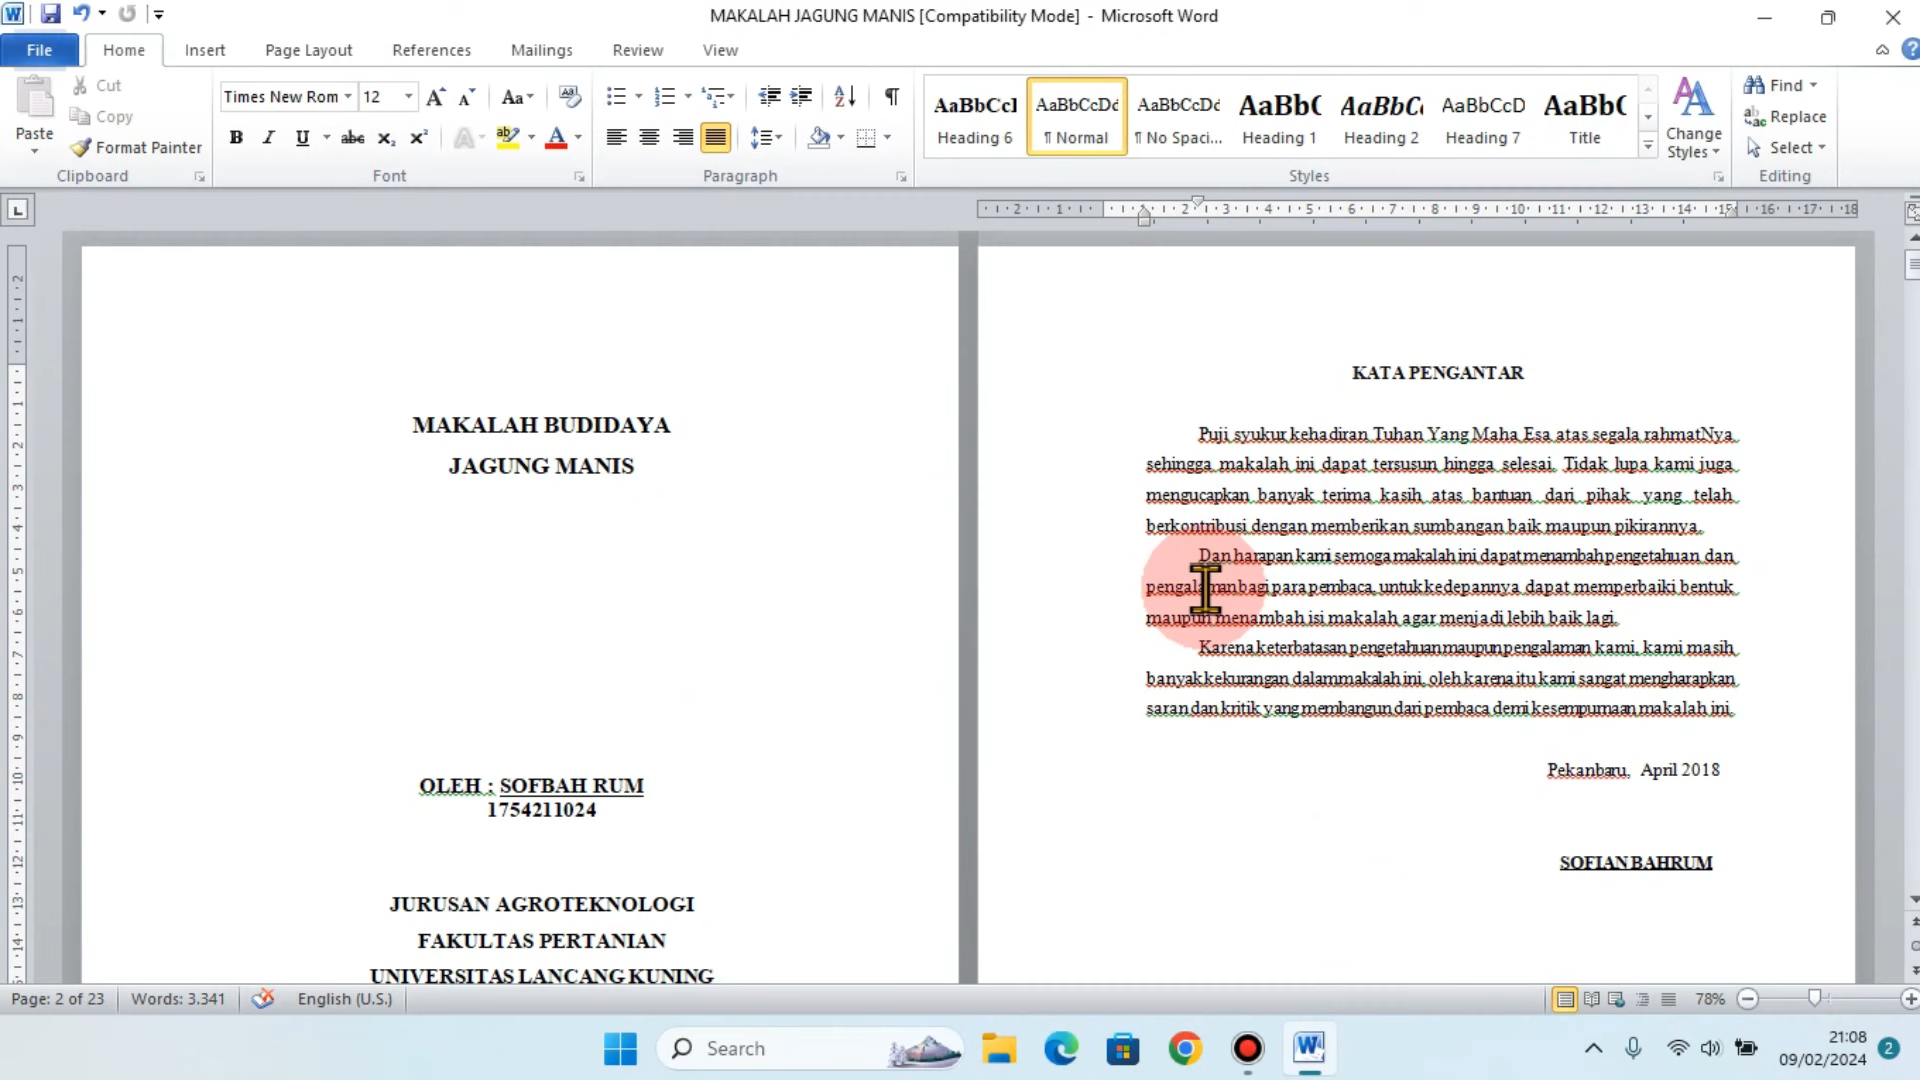 MAKALAH JAGUNG MANIS [Compatibility Mode] - Microsoft Word
File Home Insert Page Layout References Mailings Review View
Paste
Cut
Copy
Format Painter
Clipboard
Times New Rom 12
Font
Paragraph
AaBbCcI AaBbCcDd AaBbCcDd AaBbC AaBbC AaBbCcD AaBbC
Heading 6 ¶ Normal ¶ No Spaci... Heading 1 Heading 2 Heading 7 Title
Change Styles
Styles
Find
Replace
Select
Editing
MAKALAH BUDIDAYA
JAGUNG MANIS
OLEH : SOFBAH RUM
1754211024
JURUSAN AGROTEKNOLOGI
FAKULTAS PERTANIAN
UNIVERSITAS LANCANG KUNING
KATA PENGANTAR
Puji syukur kehadiran Tuhan Yang Maha Esa atas segala rahmatNya
sehingga makalah ini dapat tersusun hingga selesai. Tidak lupa kami juga
mengucapkan banyak terima kasih atas bantuan dari pihak yang telah
berkontribusi dengan memberikan sumbangan baik maupun pikirannya.
Dan harapan kami semoga makalah ini dapat menambah pengetahuan dan
pengalaman bagi para pembaca, untuk kedepannya dapat memperbaiki bentuk
maupun menambah isi makalah agar menjadi lebih baik lagi.
Karena keterbatasan pengetahuan maupun pengalaman kami, kami masih
banyak kekurangan dalam makalah ini, oleh karena itu kami sangat mengharapkan
saran dan kritik yang membangun dari pembaca demi kesempurnaan makalah ini.
Pekanbaru, April 2018
SOFIAN BAHRUM
Page: 2 of 23 Words: 3.341 English (U.S.) 78%
Search
21:08
09/02/2024
2